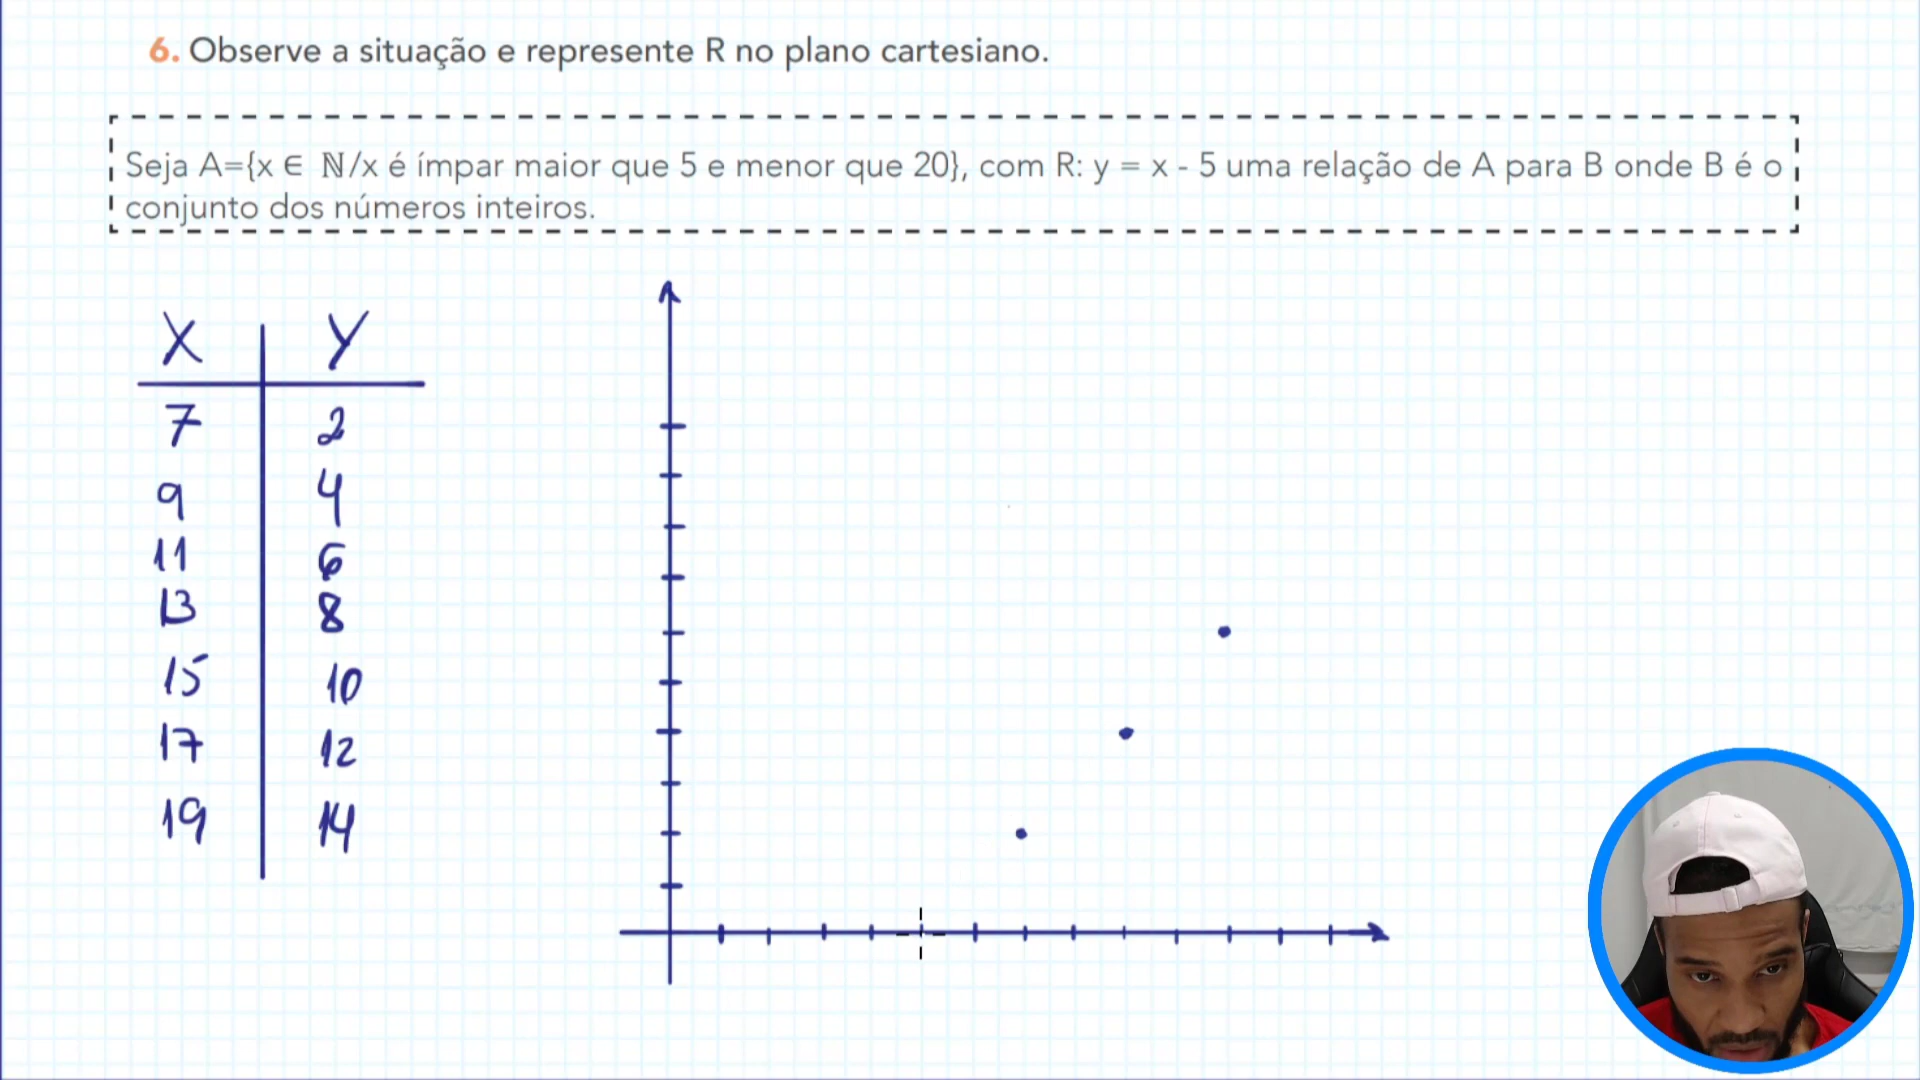 6. Observe a situação e represente R no plano cartesiano.
Seja A={x ∈ ℕ/x é ímpar maior que 5 e menor que 20}, com R: y = x - 5 uma relação de A para B onde B é o
conjunto dos números inteiros.
X Y
7 2
9 4
11 6
13 8
15 10
17 12
19 14